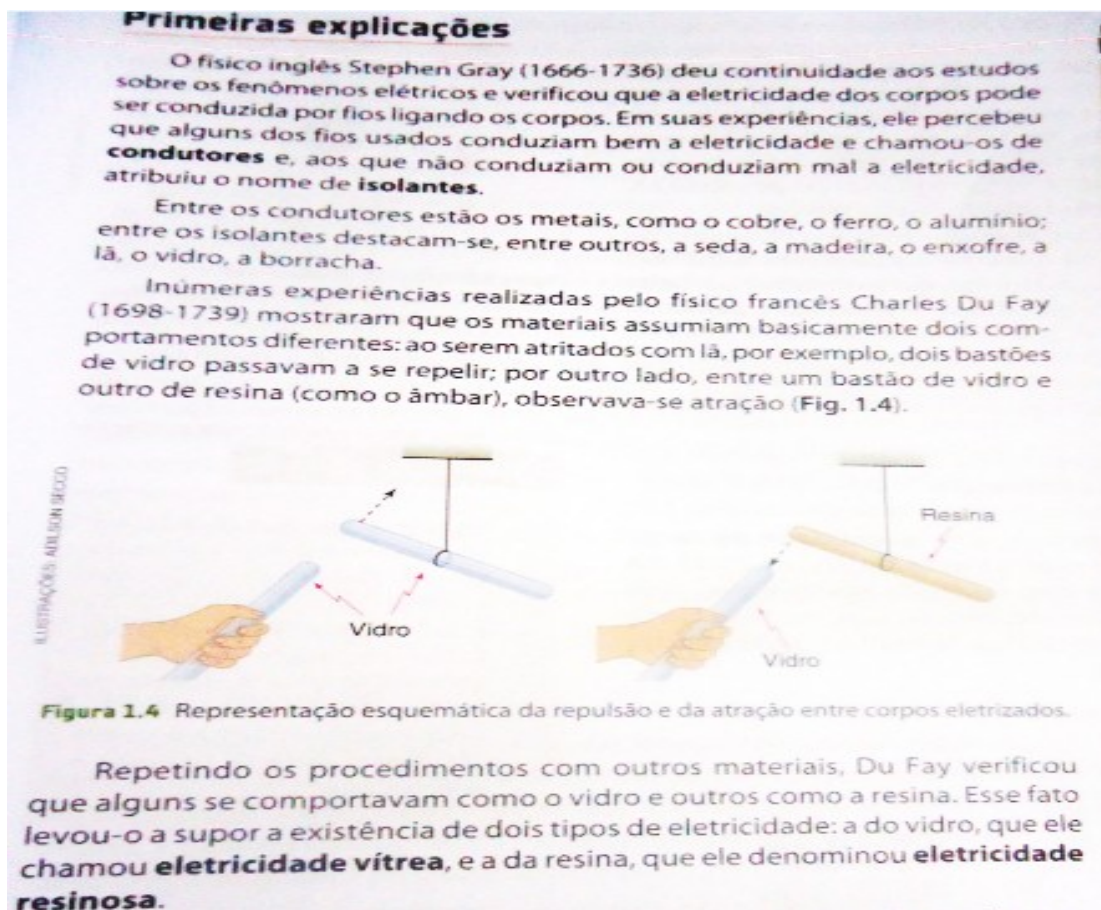 Primeiras explicações
O físico inglês Stephen Gray (1666-1736) deu continuidade aos estudos
sobre os fenômenos elétricos e verificou que a eletricidade dos corpos pode
ser conduzida por fios ligando os corpos. Em suas experiências, ele percebeu
que alguns dos fios usados conduziam bem a eletricidade e chamou-os de
condutores e, aos que não conduziam ou conduziam mal a eletricidade,
atribuiu o nome de isolantes.
Entre os condutores estão os metais, como o cobre, o ferro, o alumínio;
entre os isolantes destacam-se, entre outros, a seda, a madeira, o enxofre, a
lã, o vidro, a borracha.
Inúmeras experiências realizadas pelo físico francês Charles Du Fay
(1698-1739) mostraram que os materiais assumiam basicamente dois com-
portamentos diferentes: ao serem atritados com lã, por exemplo, dois bastões
de vidro passavam a se repelir; por outro lado, entre um bastão de vidro e
outro de resina (como o âmbar), observava-se atração (Fig. 1.4).
ILUSTRAÇÕES: ADILSON SECCO
Vidro
Resina
Vidro
Figura 1.4 Representação esquemática da repulsão e da atração entre corpos eletrizados.
Repetindo os procedimentos com outros materiais, Du Fay verificou
que alguns se comportavam como o vidro e outros como a resina. Esse fato
levou-o a supor a existência de dois tipos de eletricidade: a do vidro, que ele
chamou eletricidade vítrea, e a da resina, que ele denominou eletricidade
resinosa.